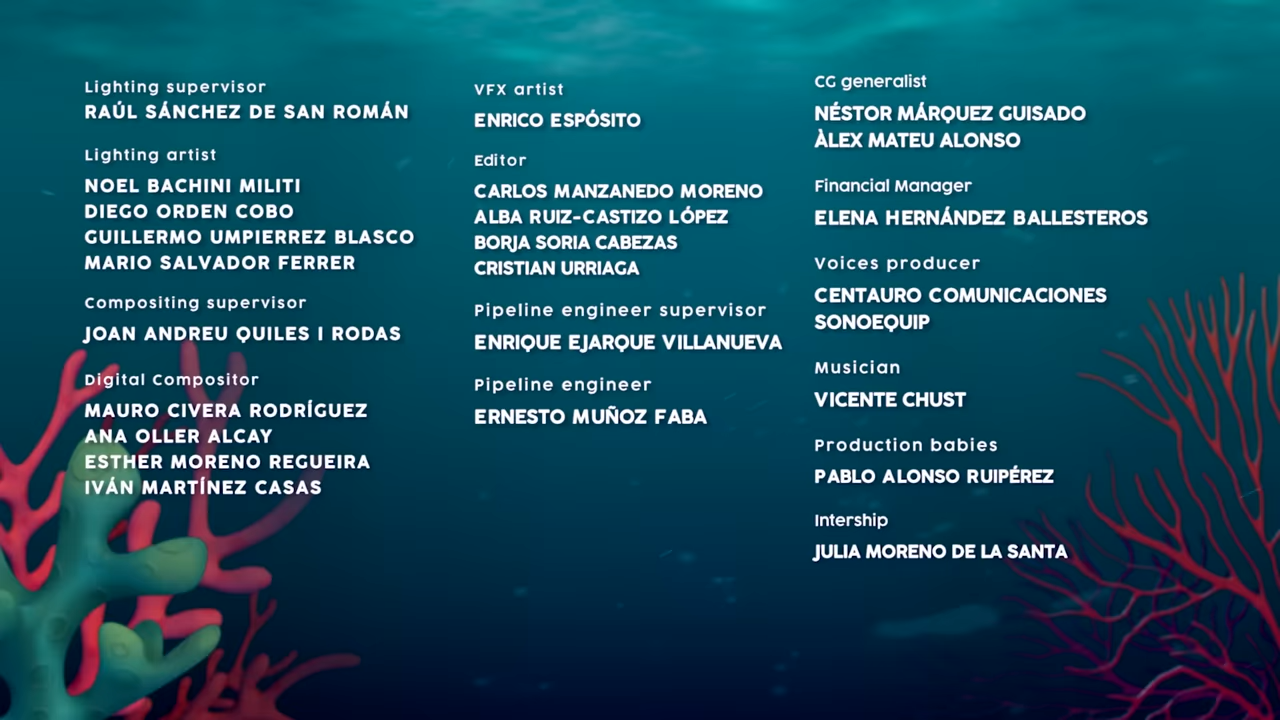 Lighting supervisor
RAÚL SÁNCHEZ DE SAN ROMÁN
Lighting artist
NOEL BACHINI MILITI
DIEGO ORDEN COBO
GUILLERMO UMPIERREZ BLASCO
MARIO SALVADOR FERRER
Compositing supervisor
JOAN ANDREU QUILES I RODAS
Digital Compositor
MAURO CIVERA RODRÍGUEZ
ANA OLLER ALCAY
ESTHER MORENO REGUEIRA
IVÁN MARTÍNEZ CASAS
VFX artist
ENRICO ESPÓSITO
Editor
CARLOS MANZANEDO MORENO
ALBA RUIZ-CASTIZO LÓPEZ
BORJA SORIA CABEZAS
CRISTIAN URRIAGA
Pipeline engineer supervisor
ENRIQUE EJARQUE VILLANUEVA
Pipeline engineer
ERNESTO MUÑOZ FABA
CG generalist
NÉSTOR MÁRQUEZ GUISADO
ÀLEX MATEU ALONSO
Financial Manager
ELENA HERNÁNDEZ BALLESTEROS
Voices producer
CENTAURO COMUNICACIONES
SONOEQUIP
Musician
VICENTE CHUST
Production babies
PABLO ALONSO RUIPÉREZ
Intership
JULIA MORENO DE LA SANTA